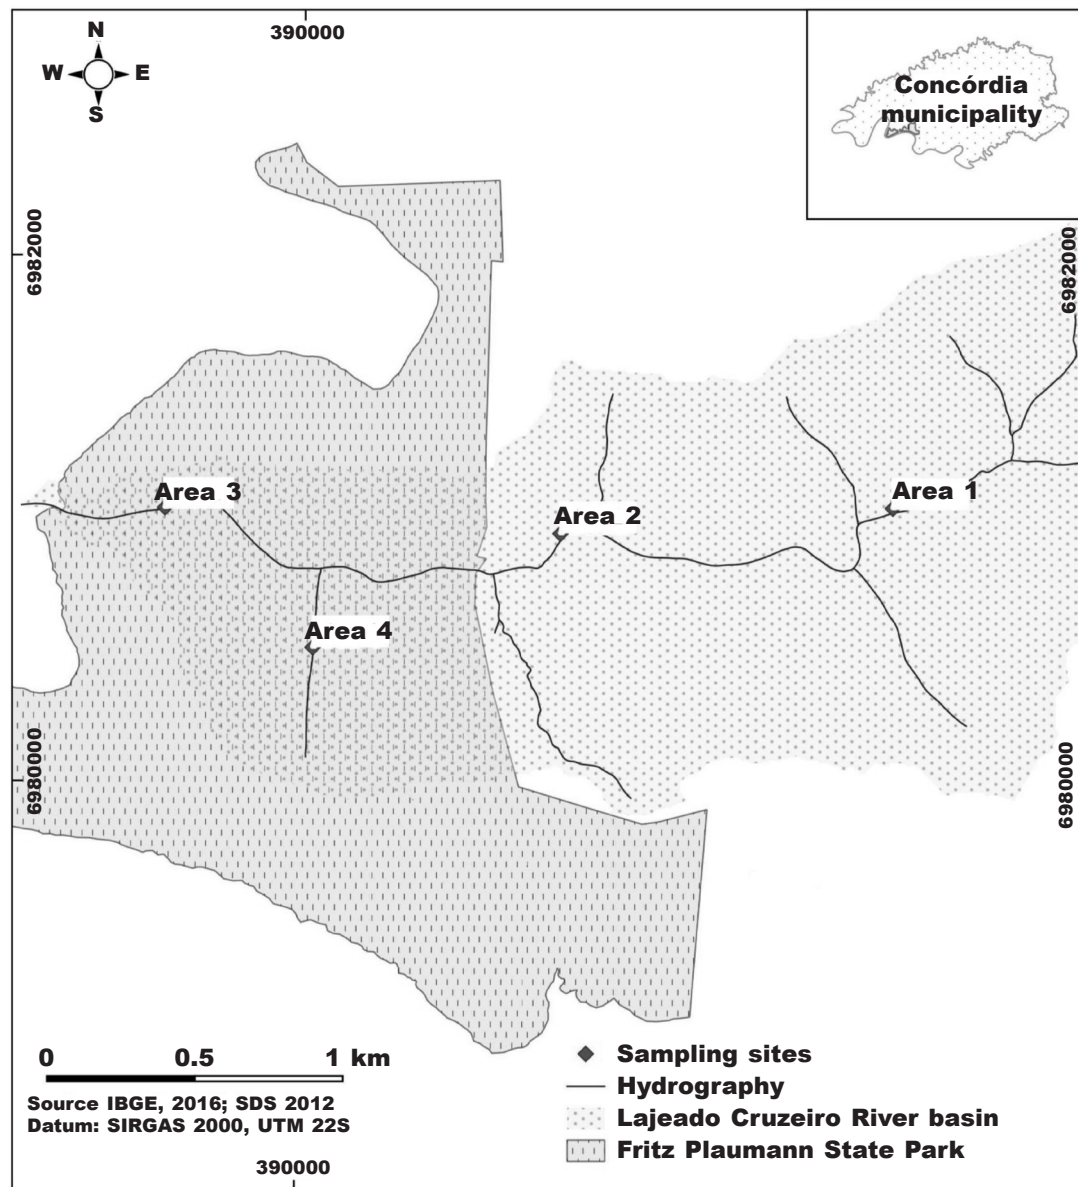 390000
N
W E
S
Concórdia
municipality
6982000
6982000
Area 3
Area 1
Area 2
Area 4
6980000
6980000
0 0.5 1 km
Source IBGE, 2016; SDS 2012
Datum: SIRGAS 2000, UTM 22S
Sampling sites
Hydrography
Lajeado Cruzeiro River basin
Fritz Plaumann State Park
390000